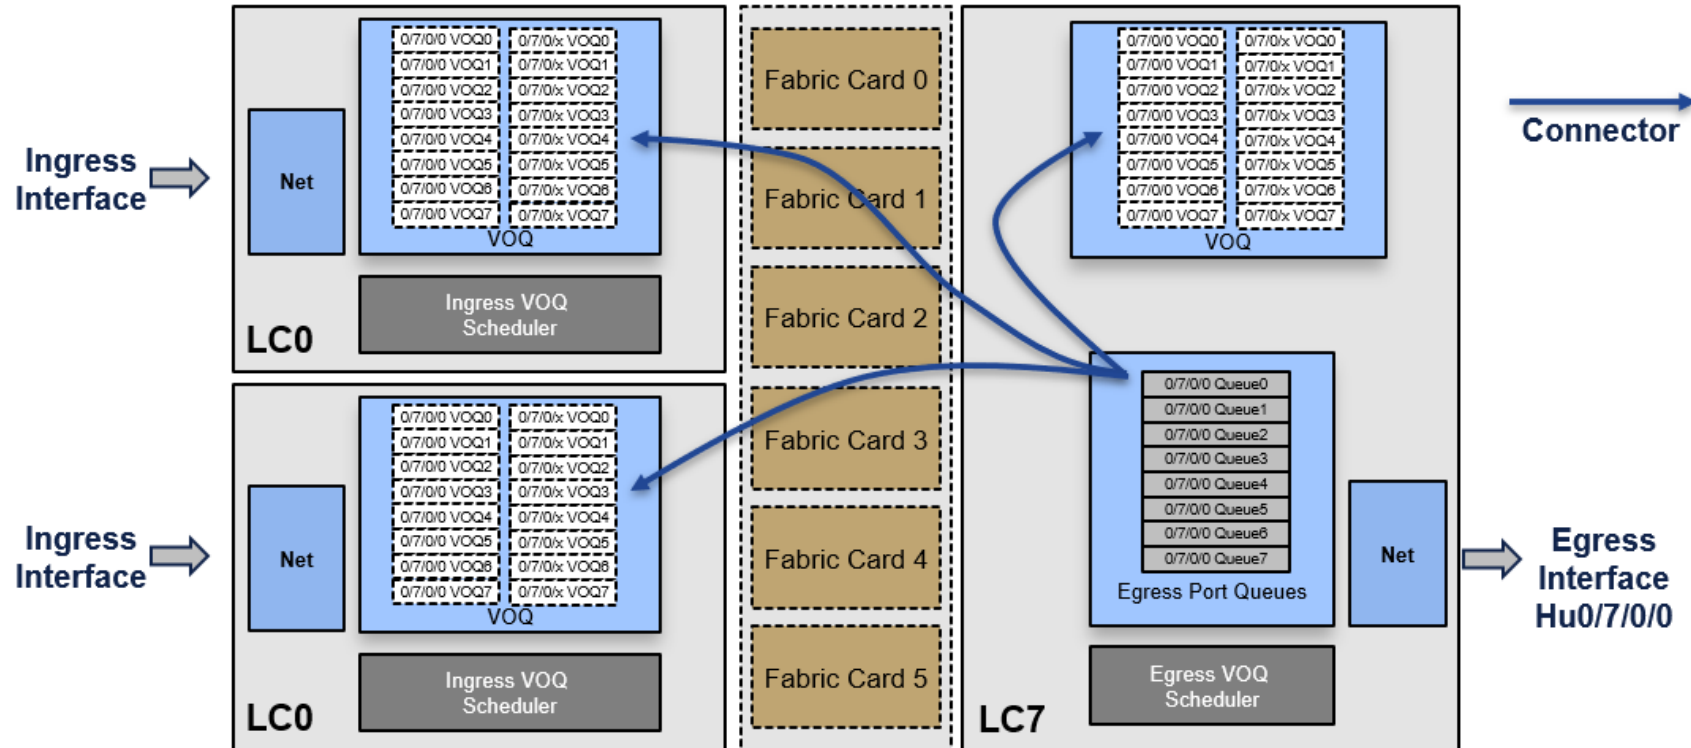 Ingress
Interface
Net
0/7/0/0 VOQ0
0/7/0/0 VOQ1
0/7/0/0 VOQ2
0/7/0/0 VOQ3
0/7/0/0 VOQ4
0/7/0/0 VOQ5
0/7/0/0 VOQ6
0/7/0/0 VOQ7
0/7/0/x VOQ0
0/7/0/x VOQ1
0/7/0/x VOQ2
0/7/0/x VOQ3
0/7/0/x VOQ4
0/7/0/x VOQ5
0/7/0/x VOQ6
0/7/0/x VOQ7
VOQ
Ingress VOQ
Scheduler
LC0
Ingress
Interface
Net
0/7/0/0 VOQ0
0/7/0/0 VOQ1
0/7/0/0 VOQ2
0/7/0/0 VOQ3
0/7/0/0 VOQ4
0/7/0/0 VOQ5
0/7/0/0 VOQ6
0/7/0/0 VOQ7
0/7/0/x VOQ0
0/7/0/x VOQ1
0/7/0/x VOQ2
0/7/0/x VOQ3
0/7/0/x VOQ4
0/7/0/x VOQ5
0/7/0/x VOQ6
0/7/0/x VOQ7
VOQ
Ingress VOQ
Scheduler
LC0
Fabric Card 0
Fabric Card 1
Fabric Card 2
Fabric Card 3
Fabric Card 4
Fabric Card 5
0/7/0/0 VOQ0
0/7/0/0 VOQ1
0/7/0/0 VOQ2
0/7/0/0 VOQ3
0/7/0/0 VOQ4
0/7/0/0 VOQ5
0/7/0/0 VOQ6
0/7/0/0 VOQ7
0/7/0/x VOQ0
0/7/0/x VOQ1
0/7/0/x VOQ2
0/7/0/x VOQ3
0/7/0/x VOQ4
0/7/0/x VOQ5
0/7/0/x VOQ6
0/7/0/x VOQ7
VOQ
0/7/0/0 Queue0
0/7/0/0 Queue1
0/7/0/0 Queue2
0/7/0/0 Queue3
0/7/0/0 Queue4
0/7/0/0 Queue5
0/7/0/0 Queue6
0/7/0/0 Queue7
Egress Port Queues
Net
Egress VOQ
Scheduler
LC7
Connector
Egress
Interface
Hu0/7/0/0